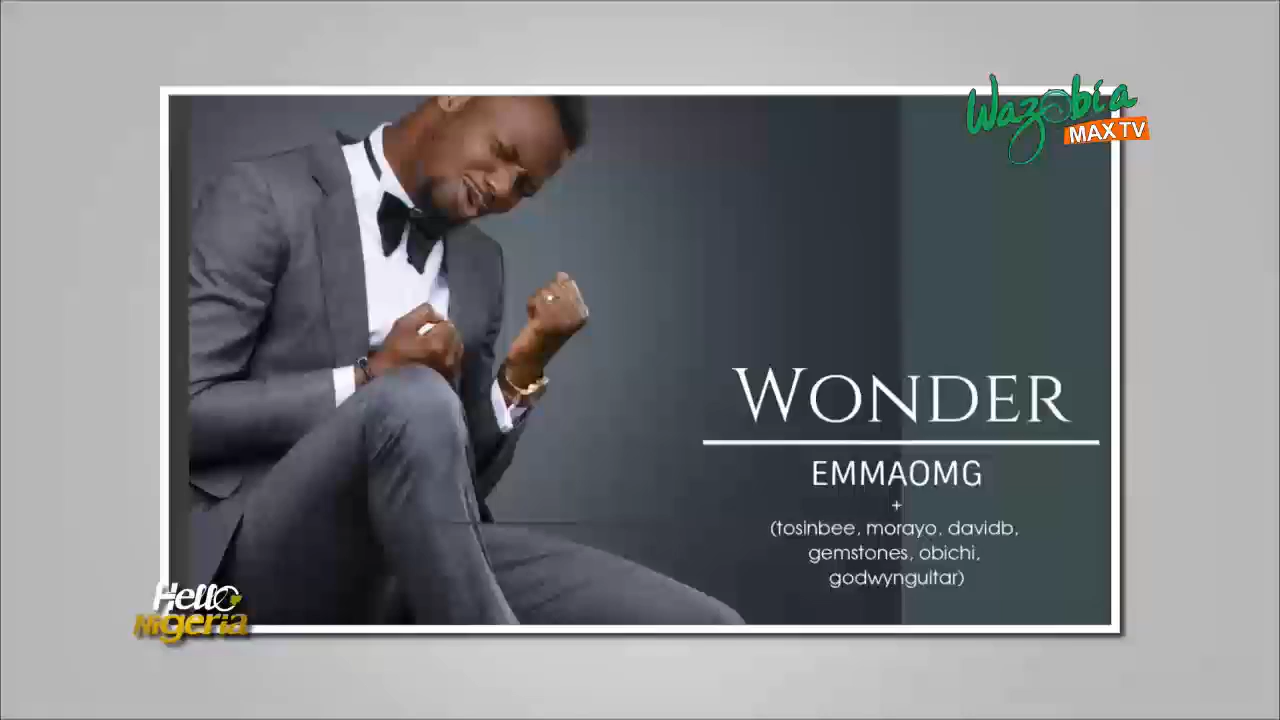 Wazobia
MAX TV
WONDER
EMMAOMG
+
(tosinbee, morayo, davidb,
gemstones, obichi,
godwynguitar)
Hello
Nigeria